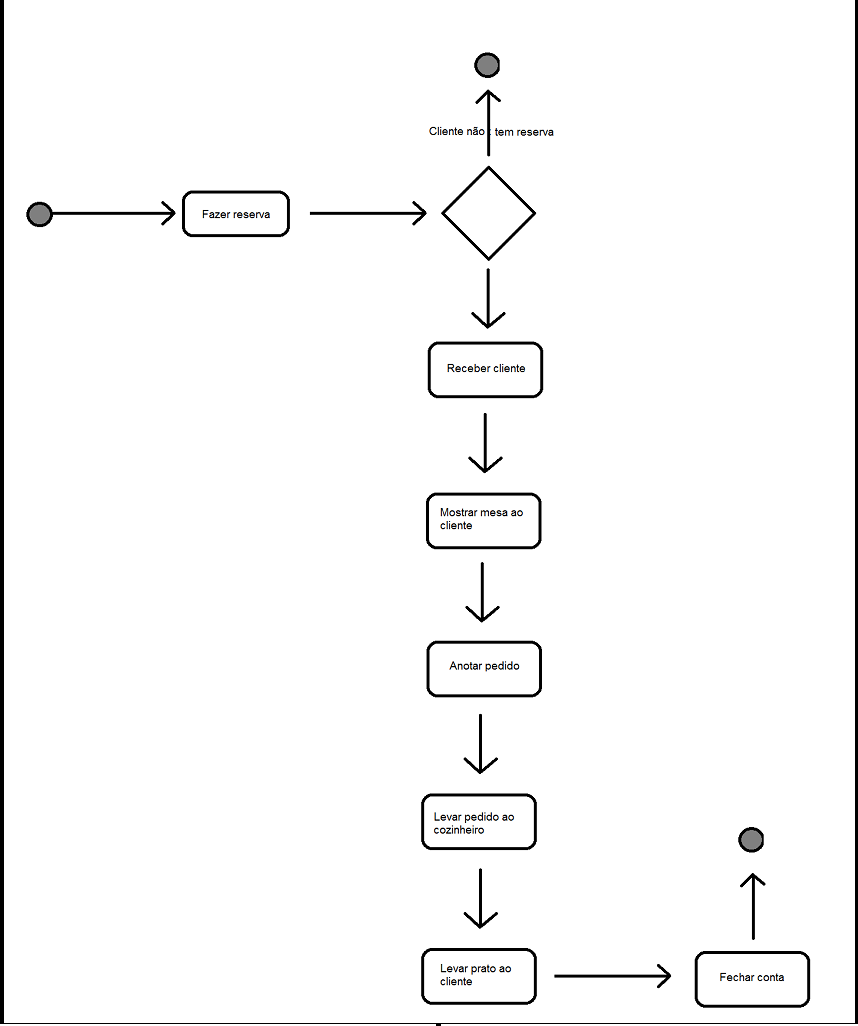 Cliente não tem reserva
Fazer reserva
Receber cliente
Mostrar mesa ao
cliente
Anotar pedido
Levar pedido ao
cozinheiro
Levar prato ao
cliente
Fechar conta